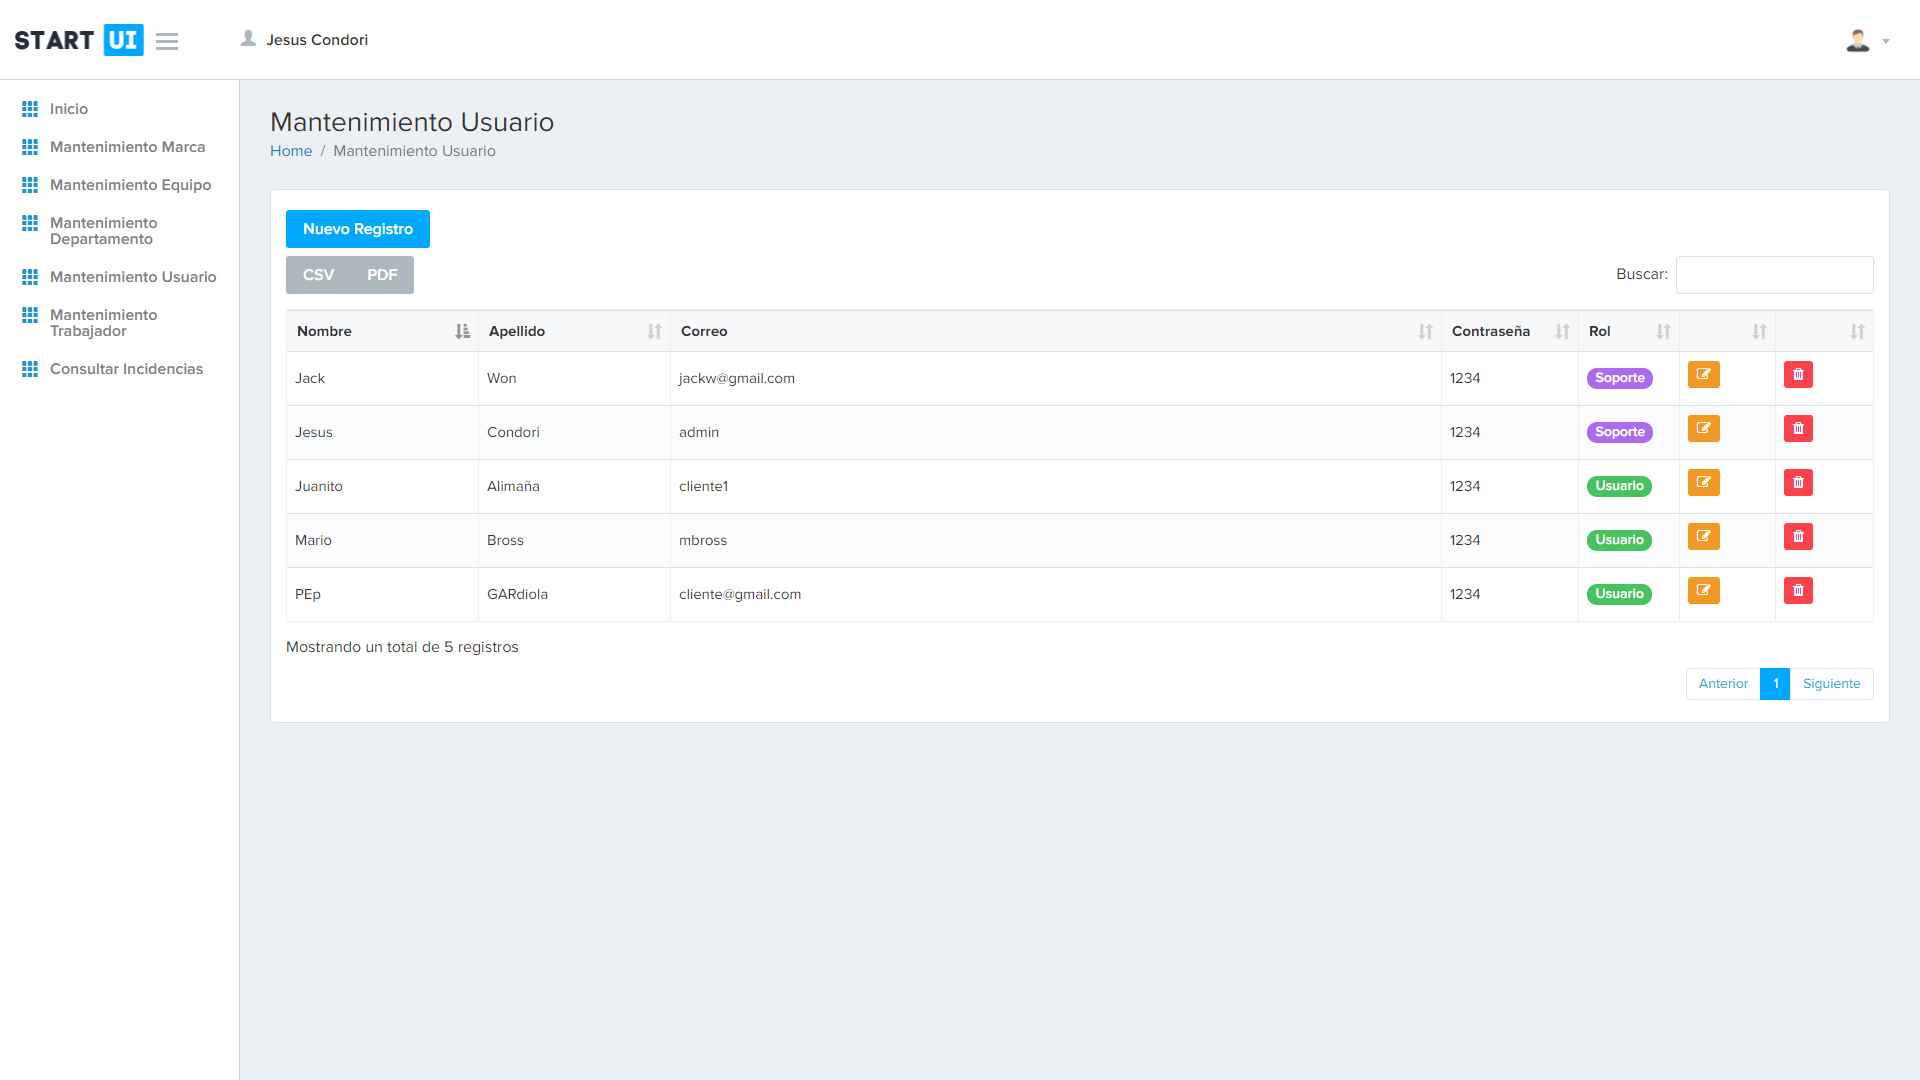 START UI
Jesus Condori
Inicio
Mantenimiento Marca
Mantenimiento Equipo
Mantenimiento
Departamento
Mantenimiento Usuario
Mantenimiento
Trabajador
Consultar Incidencias
Mantenimiento Usuario
Home / Mantenimiento Usuario
Nuevo Registro
CSV PDF
Buscar:
Nombre Apellido Correo Contraseña Rol
Jack Won jackw@gmail.com 1234 Soporte
Jesus Condori admin 1234 Soporte
Juanito Alimaña cliente1 1234 Usuario
Mario Bross mbross 1234 Usuario
PEp GARdiola cliente@gmail.com 1234 Usuario
Mostrando un total de 5 registros
Anterior 1 Siguiente